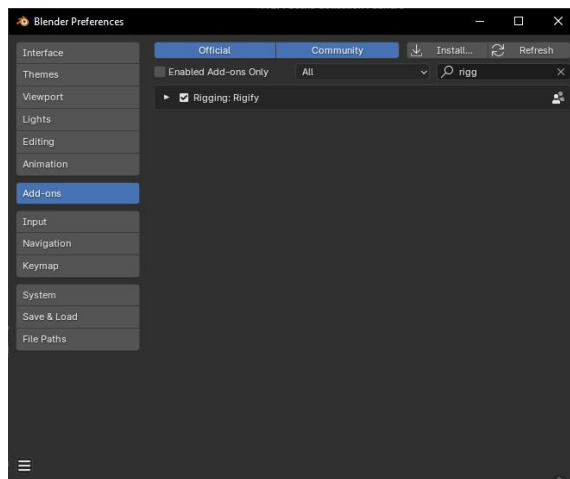 Blender Preferences
Interface
Themes
Viewport
Lights
Editing
Animation
Add-ons
Input
Navigation
Keymap
System
Save & Load
File Paths
Official Community Install... Refresh
Enabled Add-ons Only All rigg
Rigging: Rigify